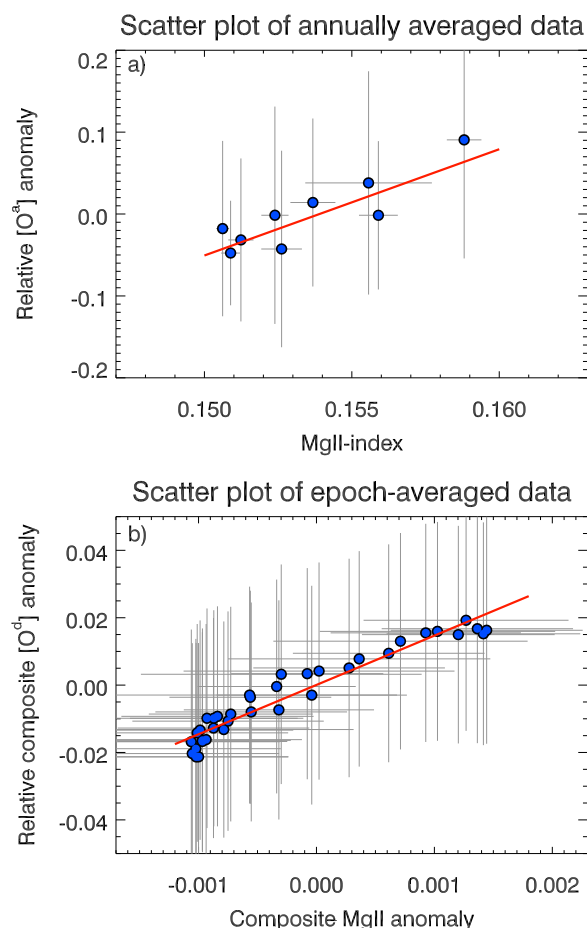 Scatter plot of annually averaged data
a)
0.2
0.1
0.0
-0.1
-0.2
Relative [Oᵃ] anomaly
0.150 0.155 0.160
MgII-index
Scatter plot of epoch-averaged data
b)
0.04
0.02
0.00
-0.02
-0.04
Relative composite [Oᵈ] anomaly
-0.001 0.000 0.001 0.002
Composite MgII anomaly